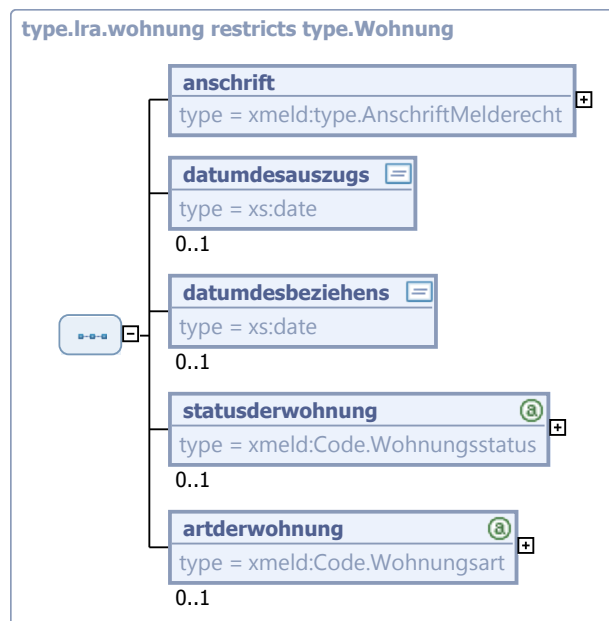 type.lra.wohnung restricts type.Wohnung
anschrift
type = xmeld:type.AnschriftMelderecht
datumdesauszugs
type = xs:date
0..1
datumdesbeziehens
type = xs:date
0..1
statusderwohnung
type = xmeld:Code.Wohnungsstatus
0..1
artderwohnung
type = xmeld:Code.Wohnungsart
0..1